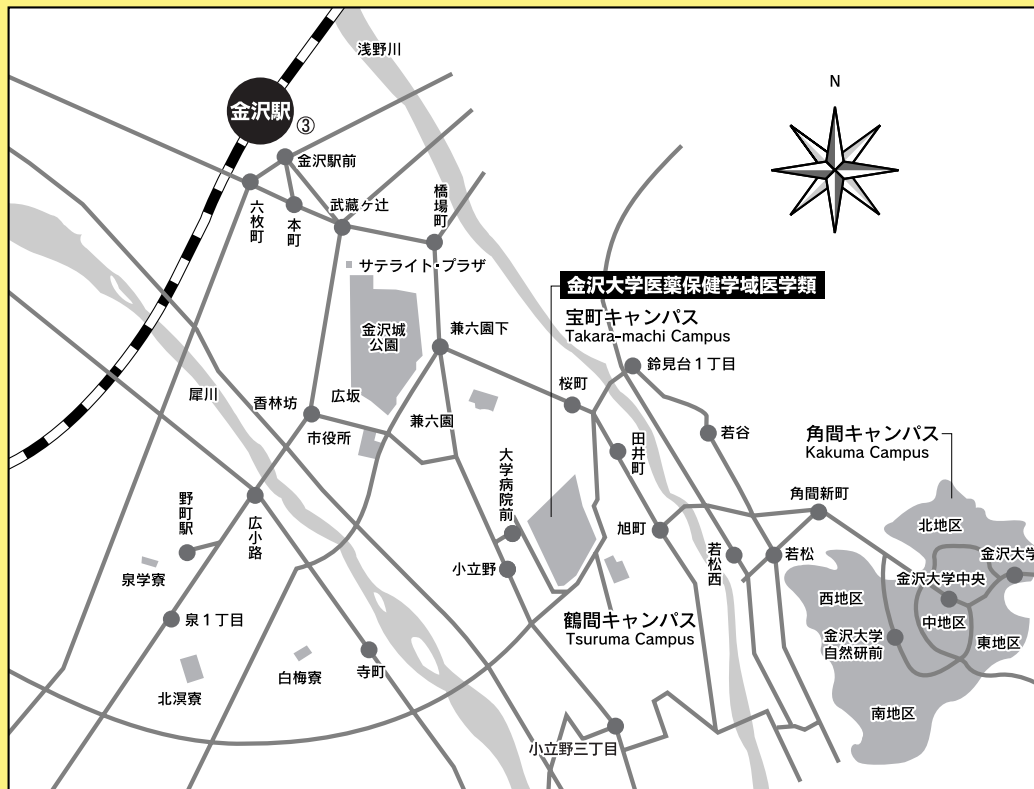 浅野川
N
金沢駅
③
金沢駅前
六枚町
本町
武蔵ヶ辻
橋場町
サテライト・プラザ
金沢大学医薬保健学域医学類
宝町キャンパス
Takara-machi Campus
金沢城
公園
兼六園下
鈴見台1丁目
犀川
香林坊
広坂
市役所
兼六園
桜町
若谷
田井町
角間キャンパス
Kakuma Campus
大学病院前
野町駅
広小路
角間新町
北地区
旭町
若松西
若松
金沢大学
泉学寮
小立野
金沢大学中央
西地区
中地区
泉1丁目
鶴間キャンパス
Tsuruma Campus
金沢大学
自然研前
東地区
寺町
白梅寮
北溟寮
南地区
小立野三丁目